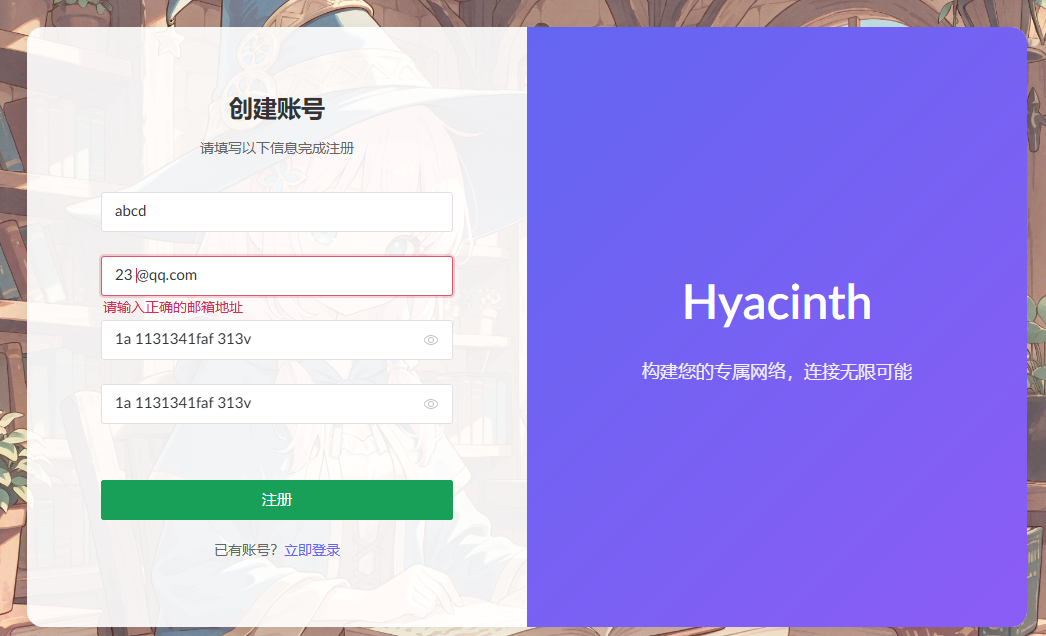 创建账号
请填写以下信息完成注册
abcd
23 @qq.com
请输入正确的邮箱地址
1a 1131341faf 313v
1a 1131341faf 313v
注册
已有账号？立即登录
Hyacinth
构建您的专属网络，连接无限可能